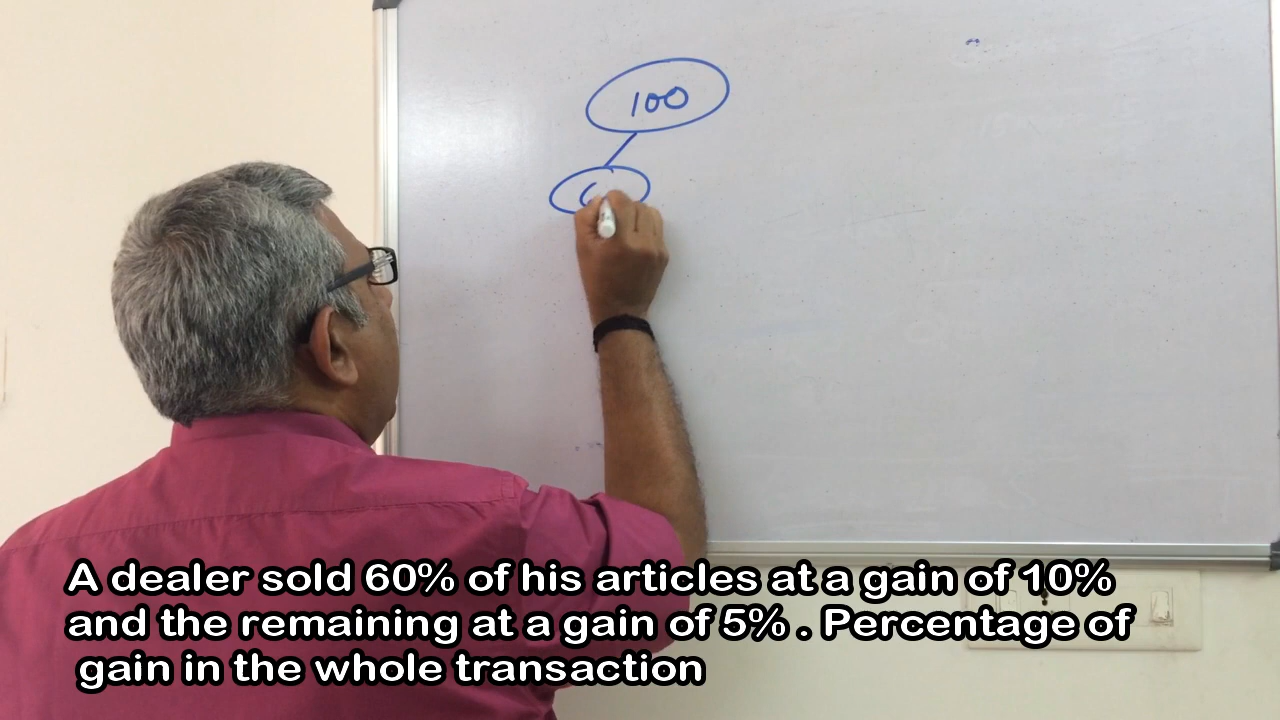 100
A dealer sold 60% of his articles at a gain of 10%
and the remaining at a gain of 5% . Percentage of
gain in the whole transaction